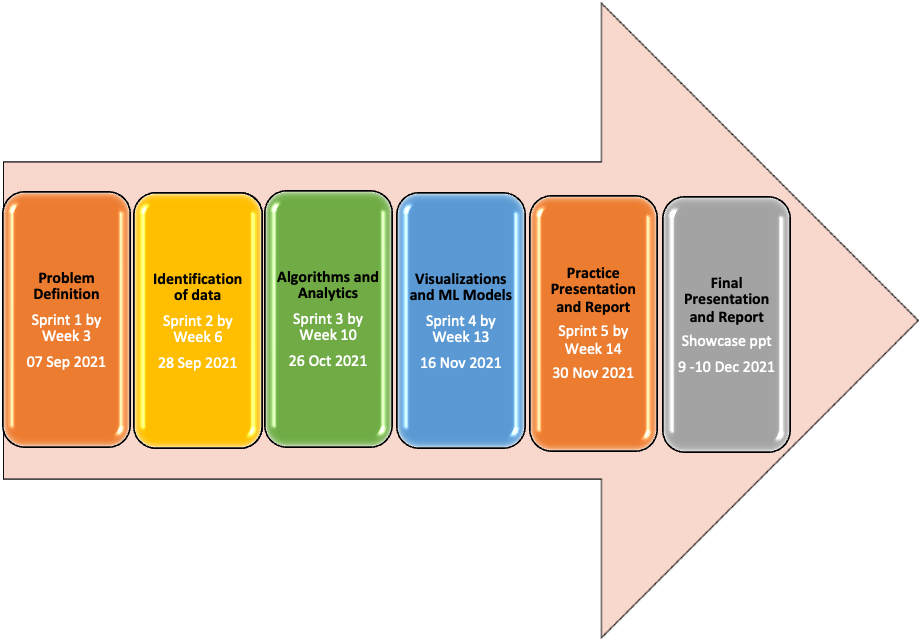 Problem
Definition
Sprint 1 by
Week 3
07 Sep 2021
Identification
of data
Sprint 2 by
Week 6
28 Sep 2021
Algorithms and
Analytics
Sprint 3 by
Week 10
26 Oct 2021
Visualizations
and ML Models
Sprint 4 by
Week 13
16 Nov 2021
Practice
Presentation
and Report
Sprint 5 by
Week 14
30 Nov 2021
Final
Presentation
and Report
Showcase ppt
9 -10 Dec 2021